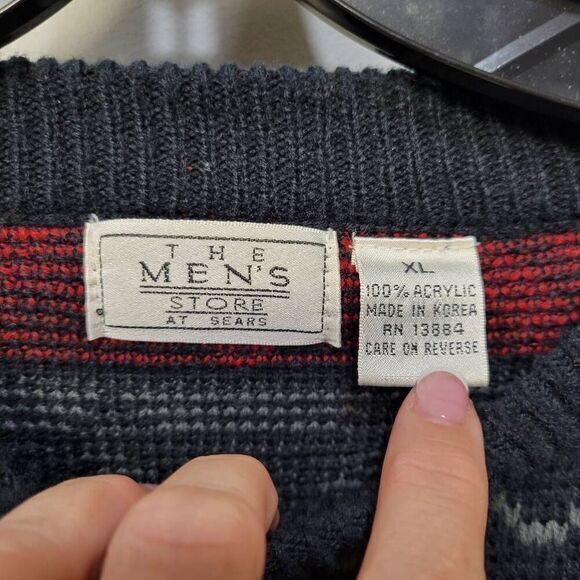 THE
MEN'S
STORE
AT SEARS
XL
100% ACRYLIC
MADE IN KOREA
RN 13884
CARE ON REVERSE